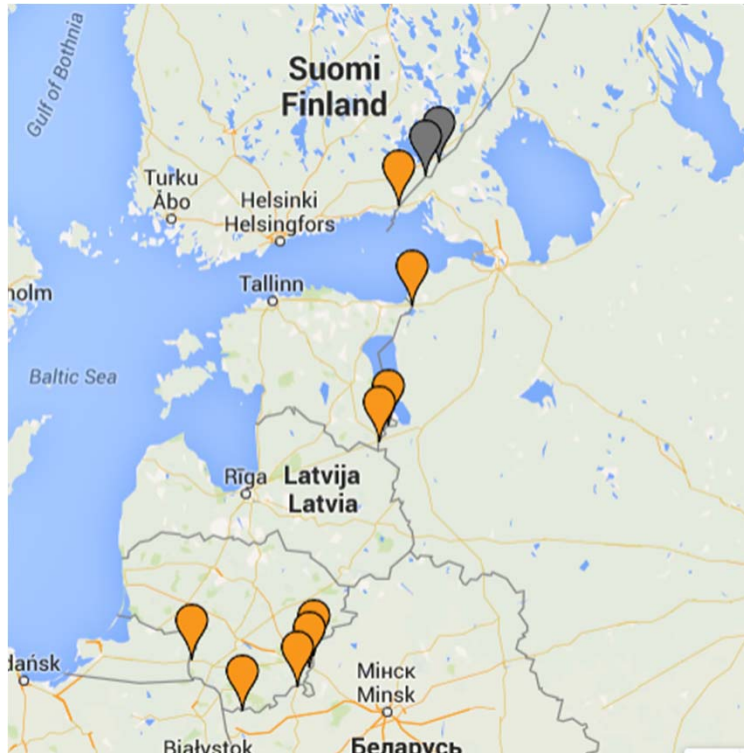 Gulf of Bothnia
Suomi
Finland
Turku
Åbo
Helsinki
Helsingfors
Tallinn
holm
Baltic Sea
Rīga
Latvija
Latvia
dańsk
Мінск
Minsk
Białystok
Беларусь